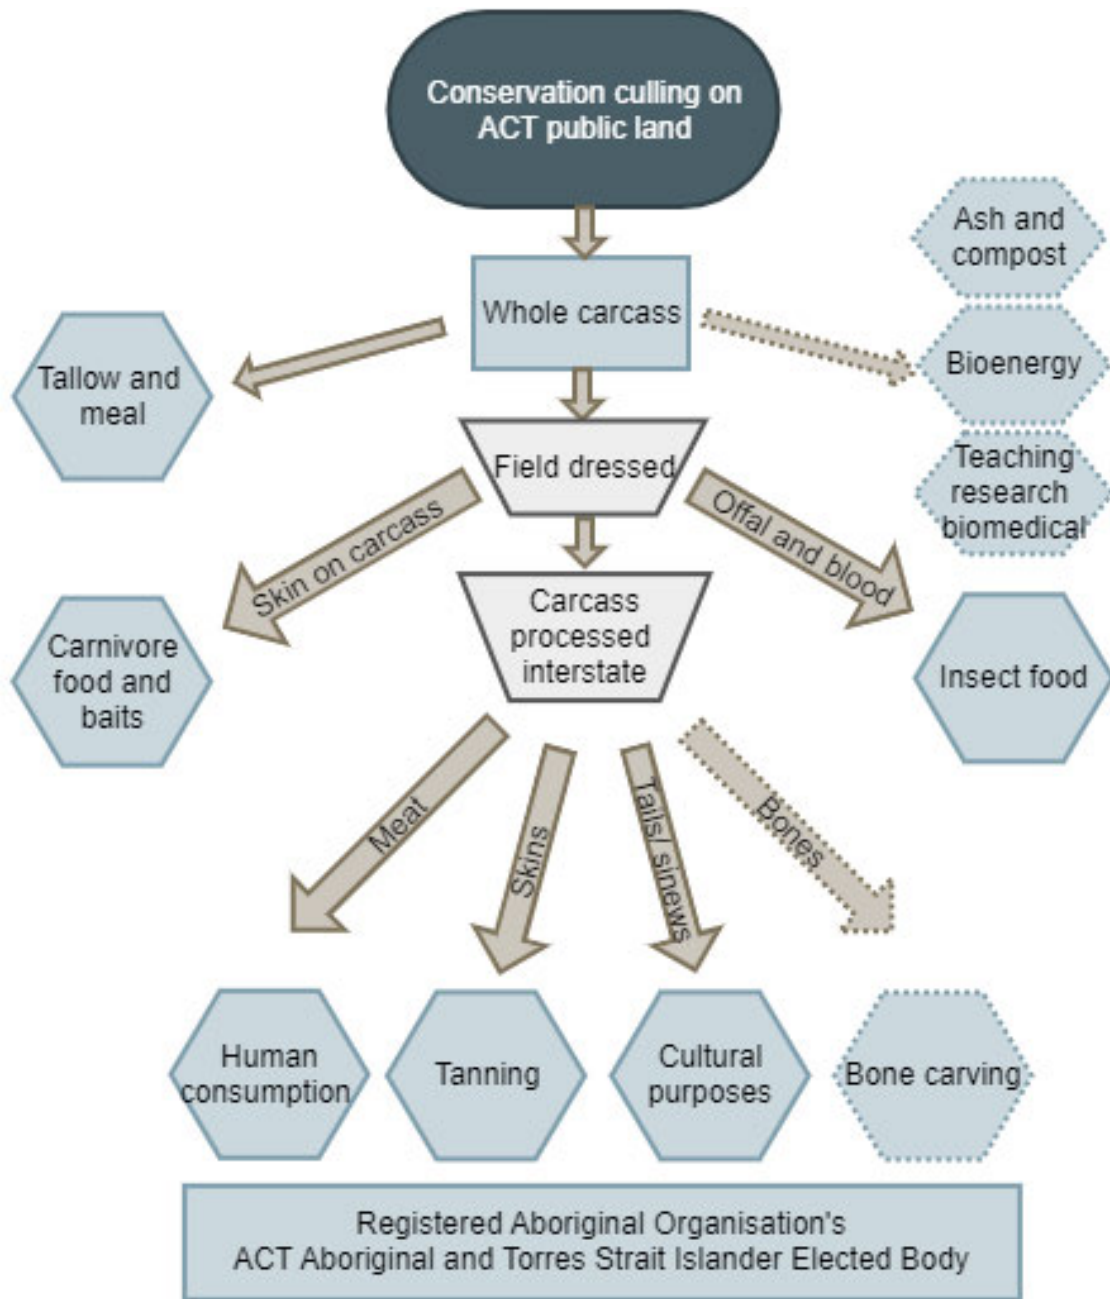 Conservation culling on
ACT public land
Ash and
compost
Whole carcass
Tallow and
meal
Bioenergy
Field dressed
Teaching
research
biomedical
Skin on carcass
Offal and blood
Carcass
processed
interstate
Carnivore
food and
baits
Insect food
Meat
Skins
Tails/ sinews
Bones
Human
consumption
Tanning
Cultural
purposes
Bone carving
Registered Aboriginal Organisation's
ACT Aboriginal and Torres Strait Islander Elected Body